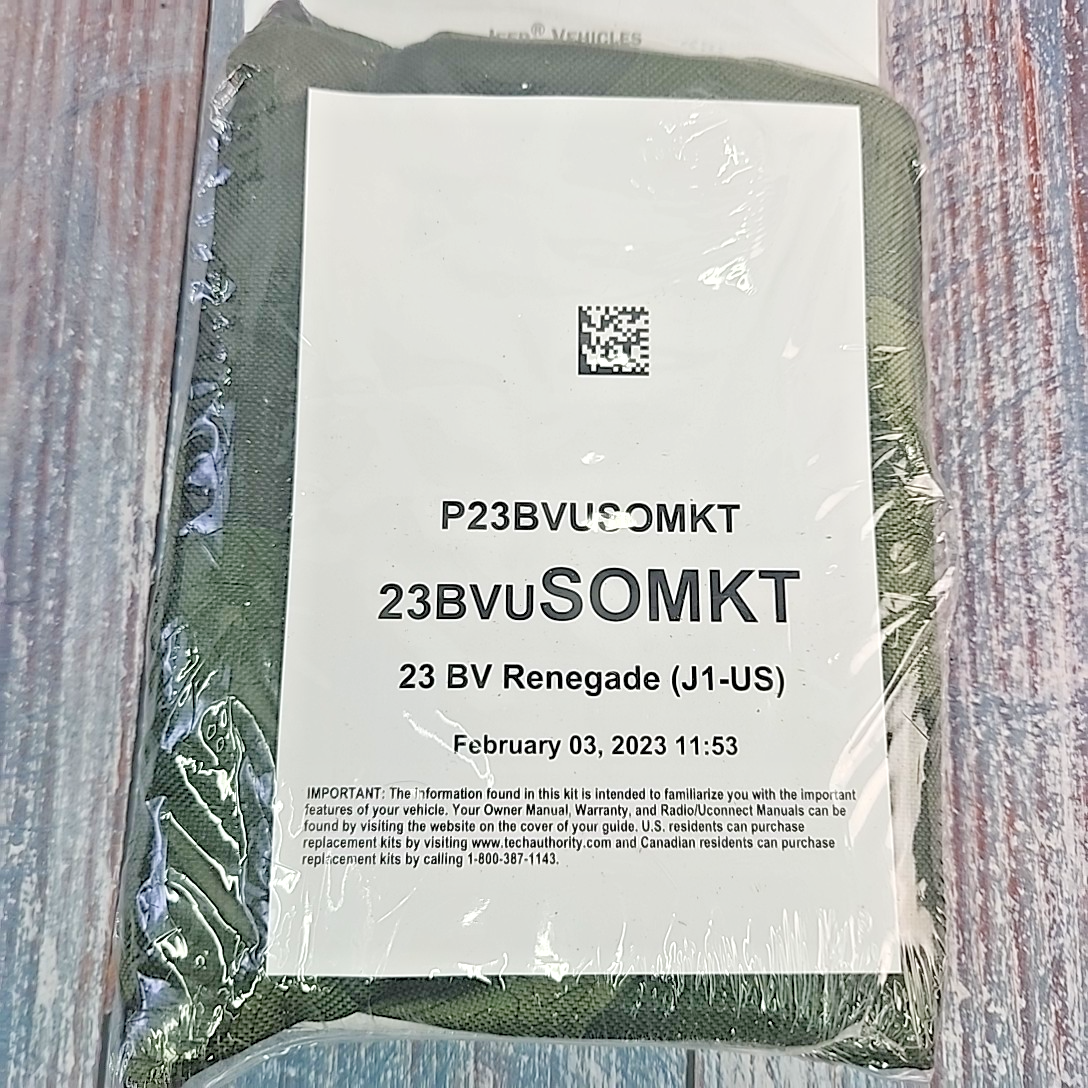 Jeep® Vehicles
P23BVUSOMKT
23BVUSOMKT
23 BV Renegade (J1-US)
February 03, 2023 11:53
IMPORTANT: The information found in this kit is intended to familiarize you with the important
features of your vehicle. Your Owner Manual, Warranty, and Radio/Uconnect Manuals can be
found by visiting the website on the cover of your guide. U.S. residents can purchase
replacement kits by visiting www.techauthority.com and Canadian residents can purchase
replacement kits by calling 1-800-387-1143.